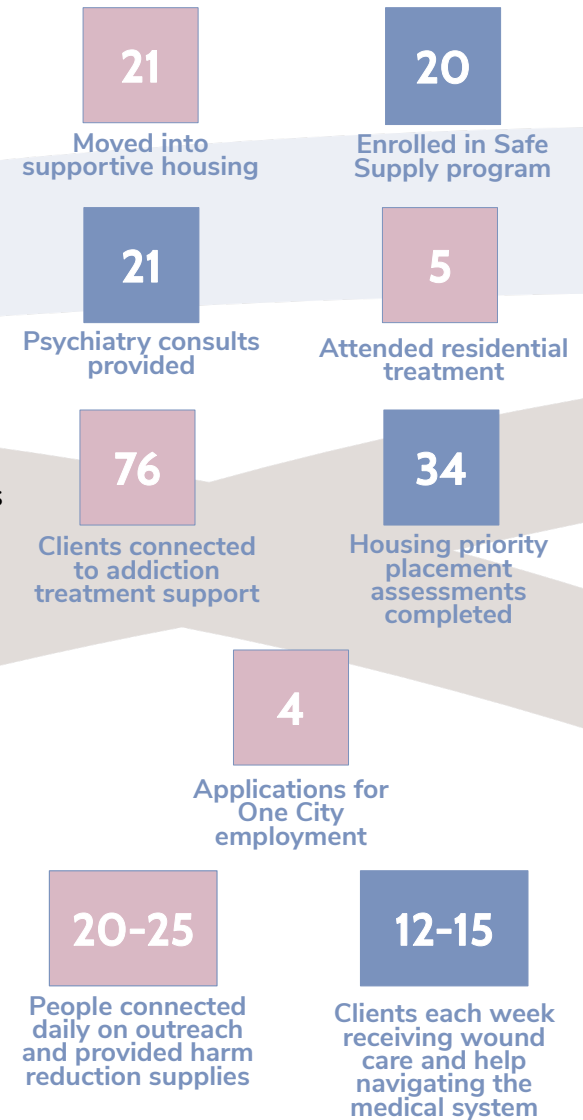 21
Moved into
supportive housing
20
Enrolled in Safe
Supply program
21
Psychiatry consults
provided
5
Attended residential
treatment
76
Clients connected
to addiction
treatment support
34
Housing priority
placement
assessments
completed
s
4
Applications for
One City
employment
20-25
People connected
daily on outreach
and provided harm
reduction supplies
12-15
Clients each week
receiving wound
care and help
navigating the
medical system